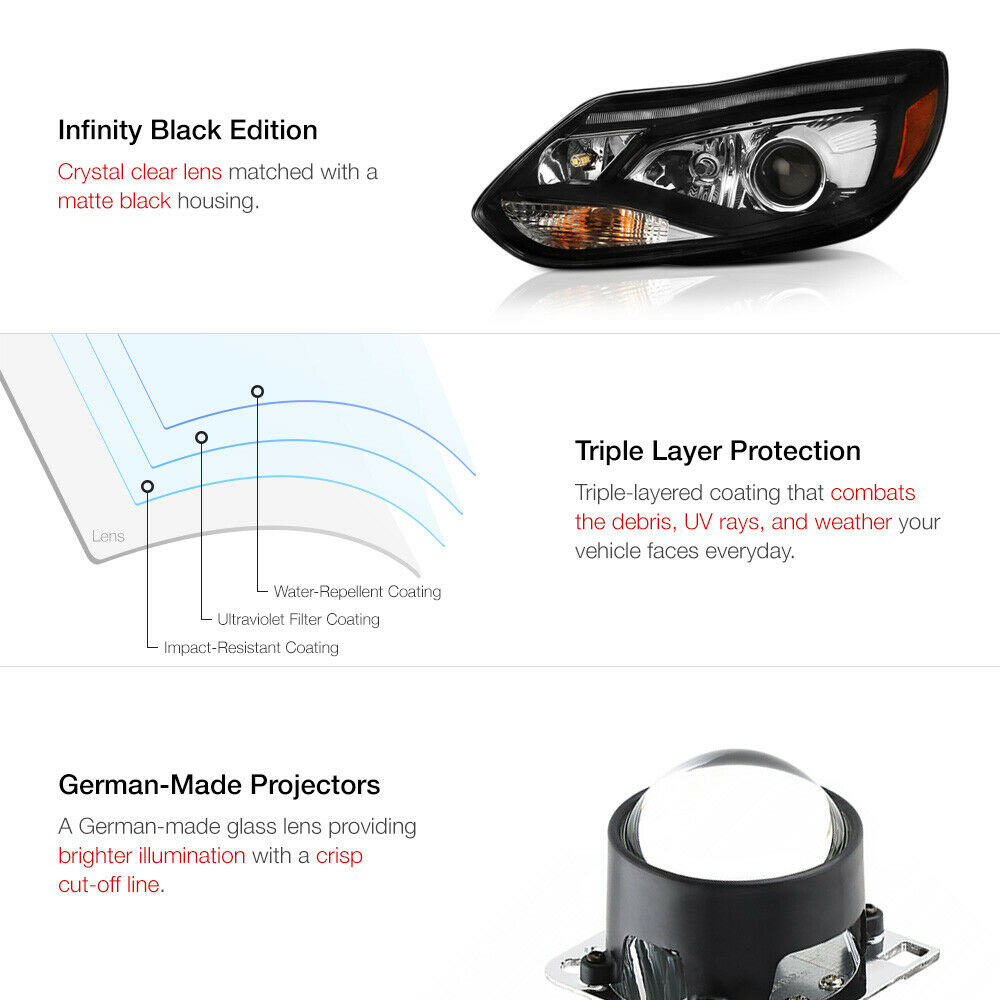 Infinity Black Edition
Crystal clear lens matched with a
matte black housing.
Lens
Water-Repellent Coating
Ultraviolet Filter Coating
Impact-Resistant Coating
Triple Layer Protection
Triple-layered coating that combats
the debris, UV rays, and weather your
vehicle faces everyday.
German-Made Projectors
A German-made glass lens providing
brighter illumination with a crisp
cut-off line.